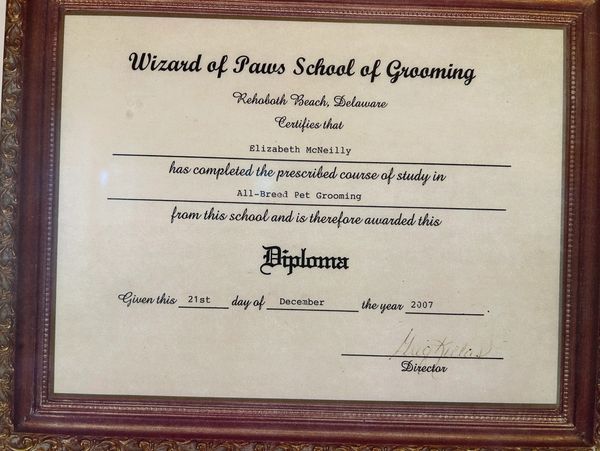 Wizard of Paws School of Grooming
Rehoboth Beach, Delaware
Certifies that
Elizabeth McNeilly
has completed the prescribed course of study in
All-Breed Pet Grooming
from this school and is therefore awarded this
Diploma
Given this 21st day of December the year 2007.
Director